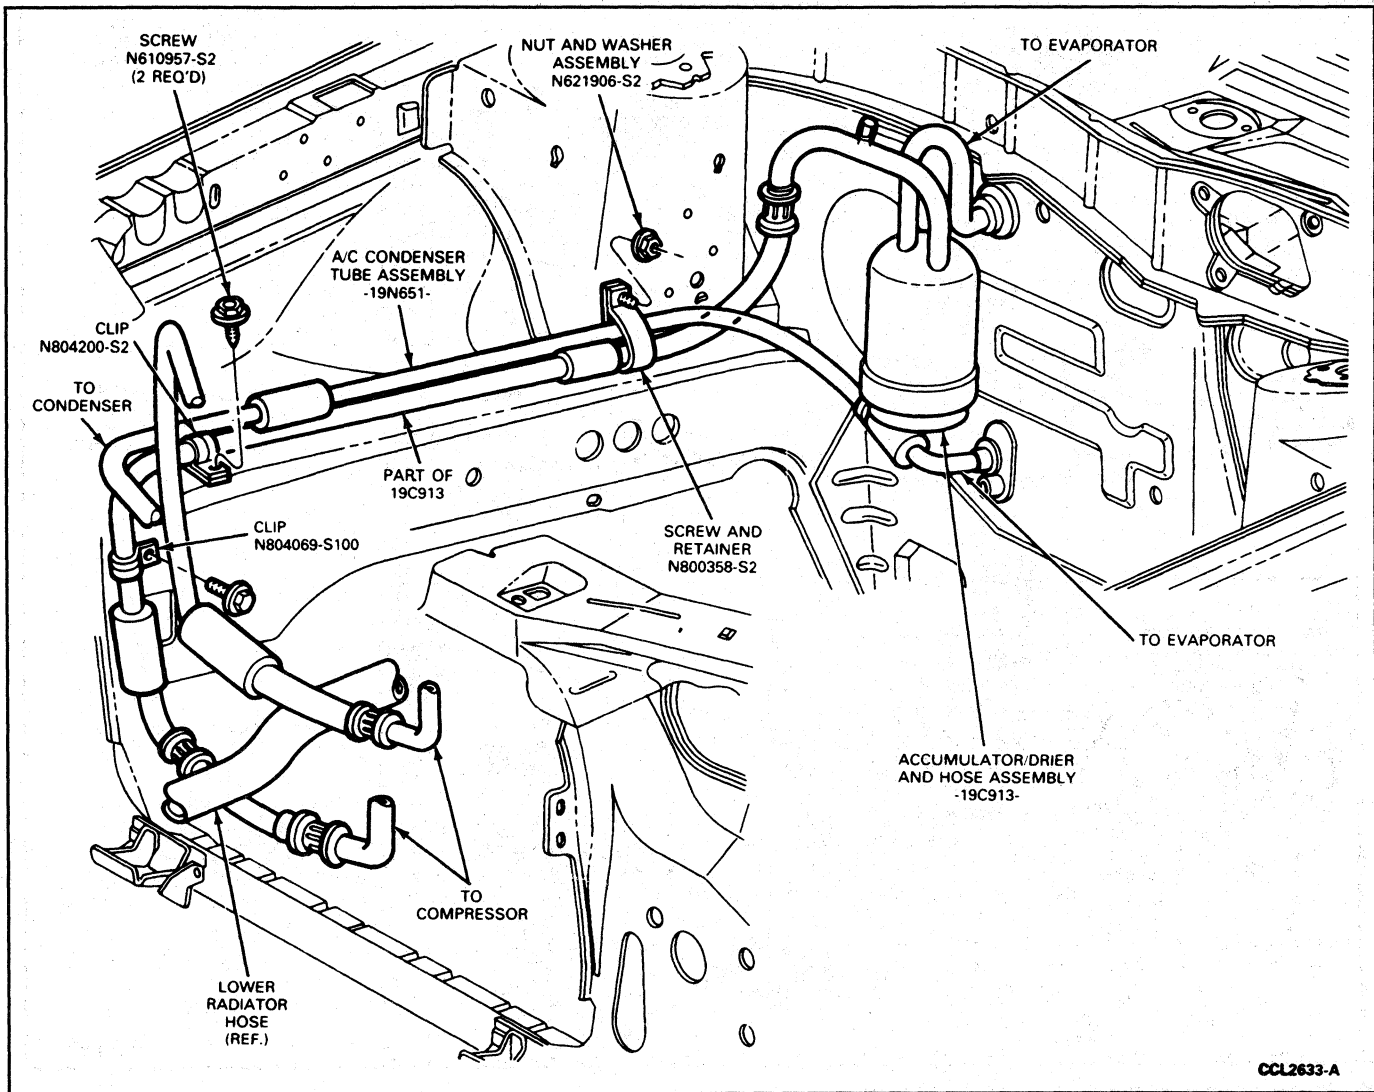 SCREW
N610957-S2
(2 REQ'D)
NUT AND WASHER
ASSEMBLY
N621906-S2
TO EVAPORATOR
A/C CONDENSER
TUBE ASSEMBLY
-19N651-
CLIP
N804200-S2
TO
CONDENSER
PART OF
19C913
CLIP
N804069-S100
SCREW AND
RETAINER
N800358-S2
TO EVAPORATOR
ACCUMULATOR/DRIER
AND HOSE ASSEMBLY
-19C913-
TO
COMPRESSOR
LOWER
RADIATOR
HOSE
(REF.)
CCL2633-A